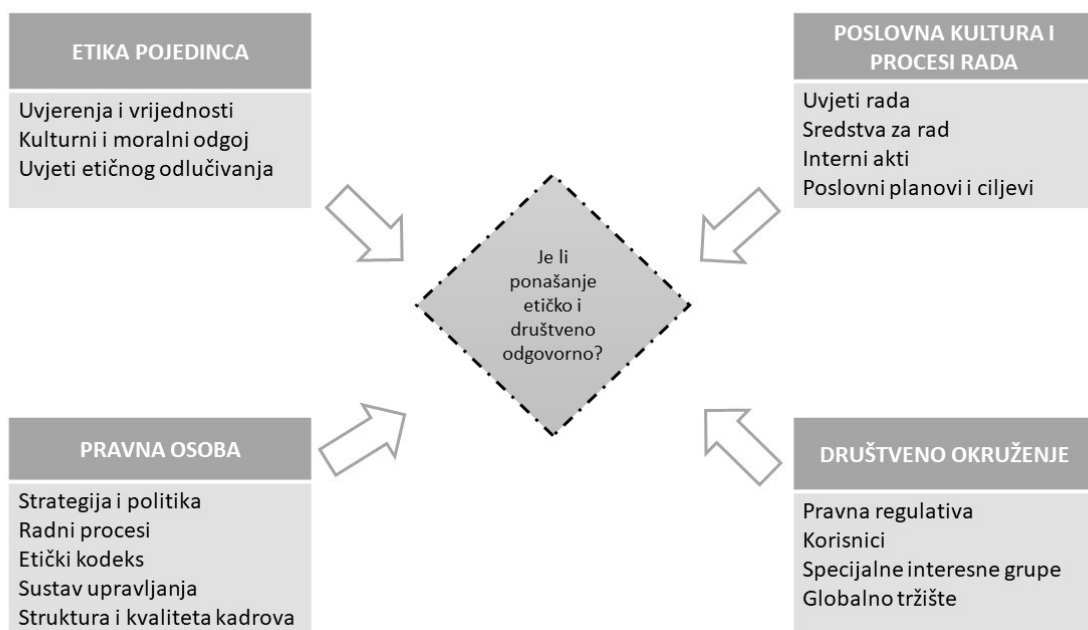 ETIKA POJEDINCA
Uvjerenja i vrijednosti
Kulturni i moralni odgoj
Uvjeti etičnog odlučivanja
POSLOVNA KULTURA I
PROCESI RADA
Uvjeti rada
Sredstva za rad
Interni akti
Poslovni planovi i ciljevi
Je li
ponašanje
etičko i
društveno
odgovorno?
PRAVNA OSOBA
Strategija i politika
Radni procesi
Etički kodeks
Sustav upravljanja
Struktura i kvaliteta kadrova
DRUŠTVENO OKRUŽENJE
Pravna regulativa
Korisnici
Specijalne interesne grupe
Globalno tržište